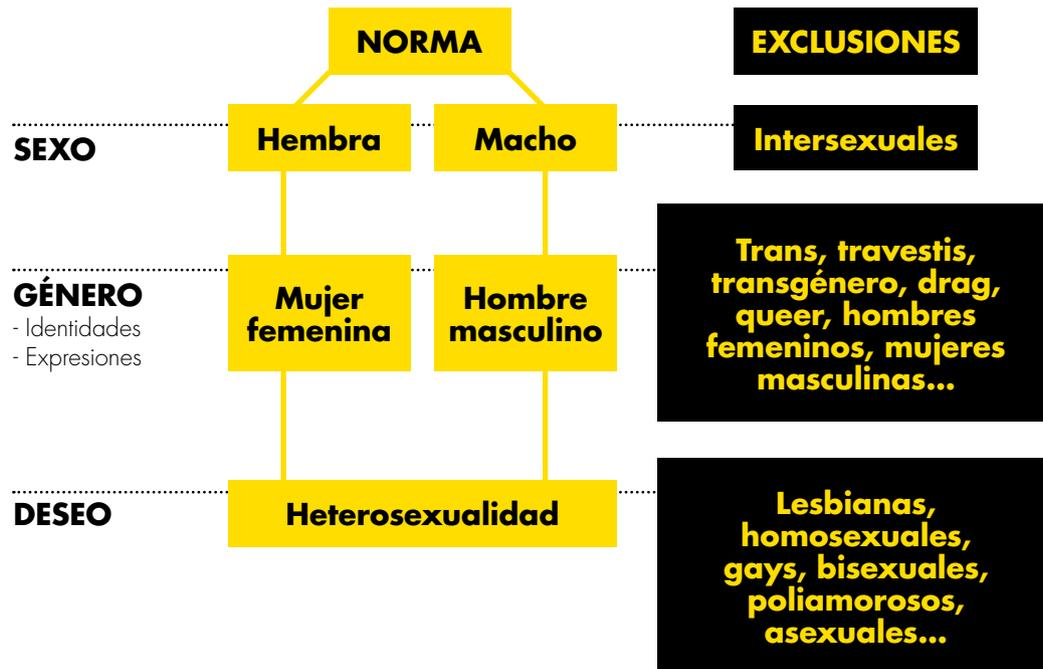 NORMA
EXCLUSIONES
SEXO
Hembra
Macho
Intersexuales
GÉNERO
- Identidades
- Expresiones
Mujer
femenina
Hombre
masculino
Trans, travestis,
transgénero, drag,
queer, hombres
femeninos, mujeres
masculinas...
DESEO
Heterosexualidad
Lesbianas,
homosexuales,
gays, bisexuales,
poliamorosos,
asexuales...